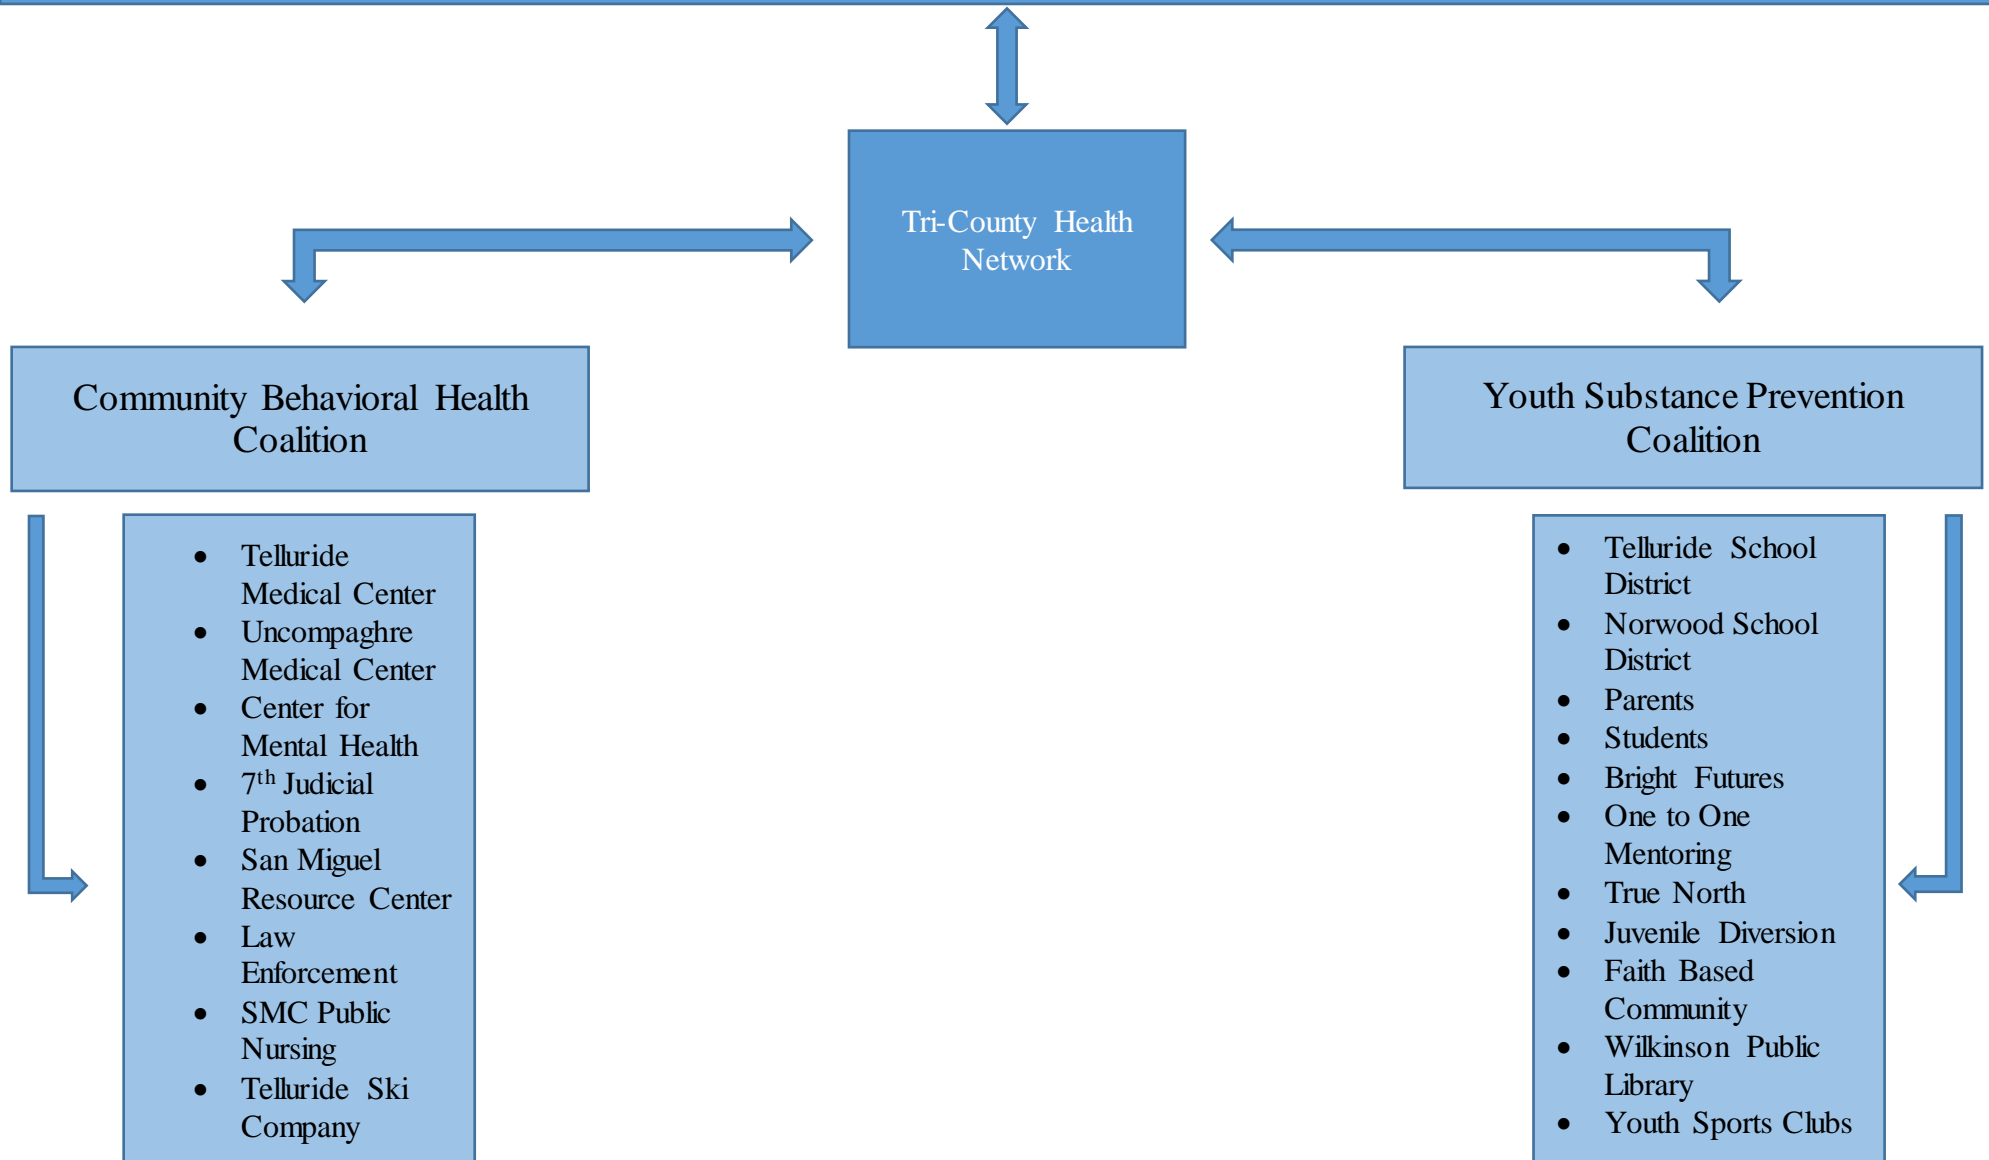 Tri-County Health
Network
Community Behavioral Health
Coalition
• Telluride
Medical Center
• Uncompaghre
Medical Center
• Center for
Mental Health
• 7th Judicial
Probation
• San Miguel
Resource Center
• Law
Enforcement
• SMC Public
Nursing
• Telluride Ski
Company
Youth Substance Prevention
Coalition
• Telluride School
District
• Norwood School
District
• Parents
• Students
• Bright Futures
• One to One
Mentoring
• True North
• Juvenile Diversion
• Faith Based
Community
• Wilkinson Public
Library
• Youth Sports Clubs